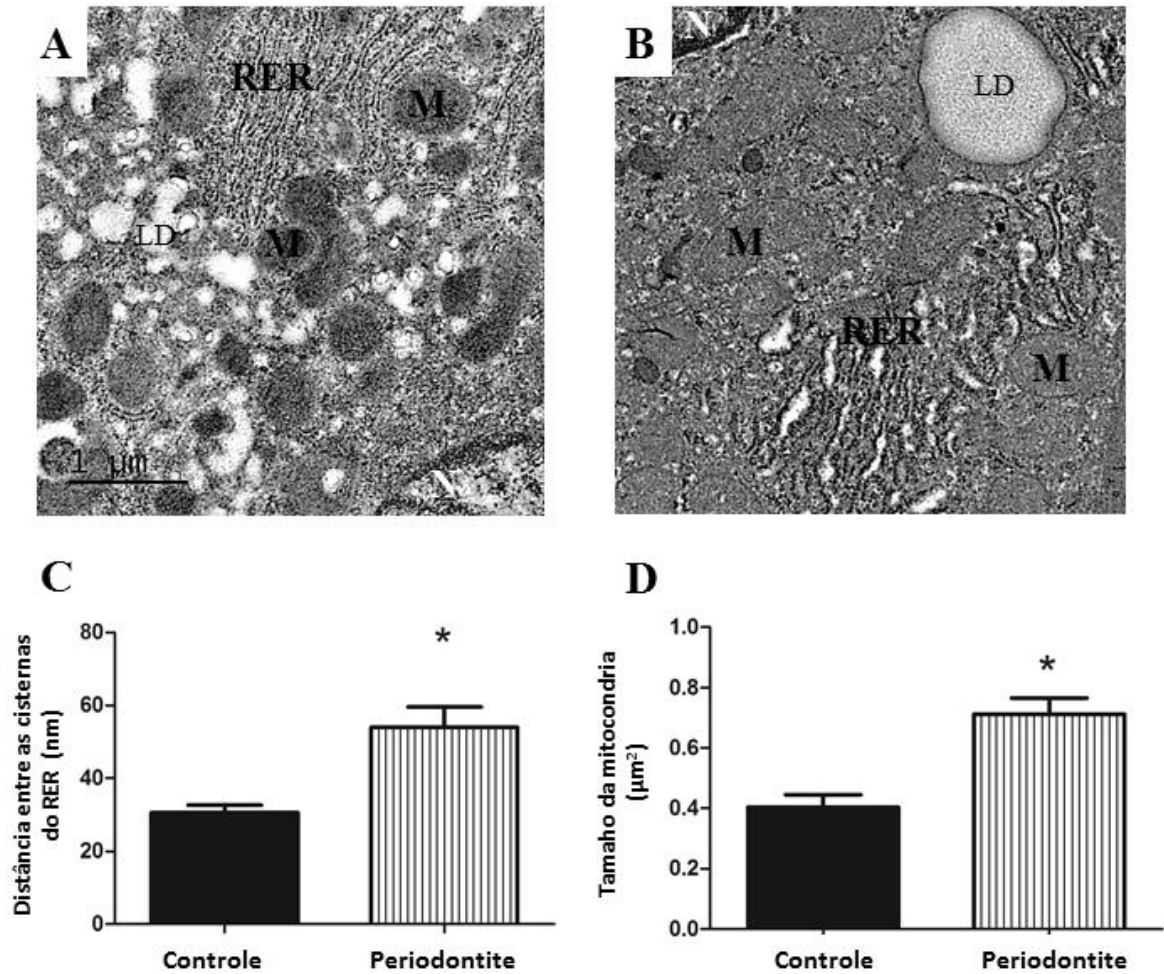 A
RER
M
M
LD
1 µm
N
B
N
LD
M
RER
M
C
Distância entre as cisternas
do RER (nm)
80
60
40
20
0
*
Controle
Periodontite
D
Tamaho da mitocondria
(µm²)
1.0
0.8
0.6
0.4
0.2
0.0
*
Controle
Periodontite